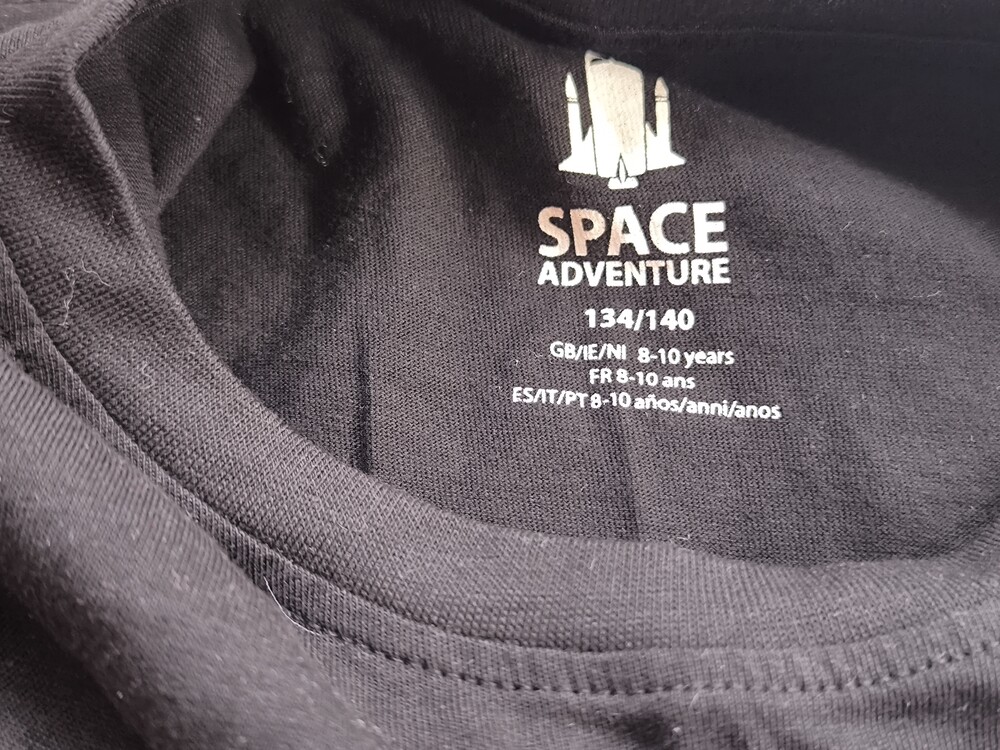 SPACE
ADVENTURE
134/140
GB/IE/NI 8-10 years
FR 8-10 ans
ES/IT/PT 8-10 años/anni/anos